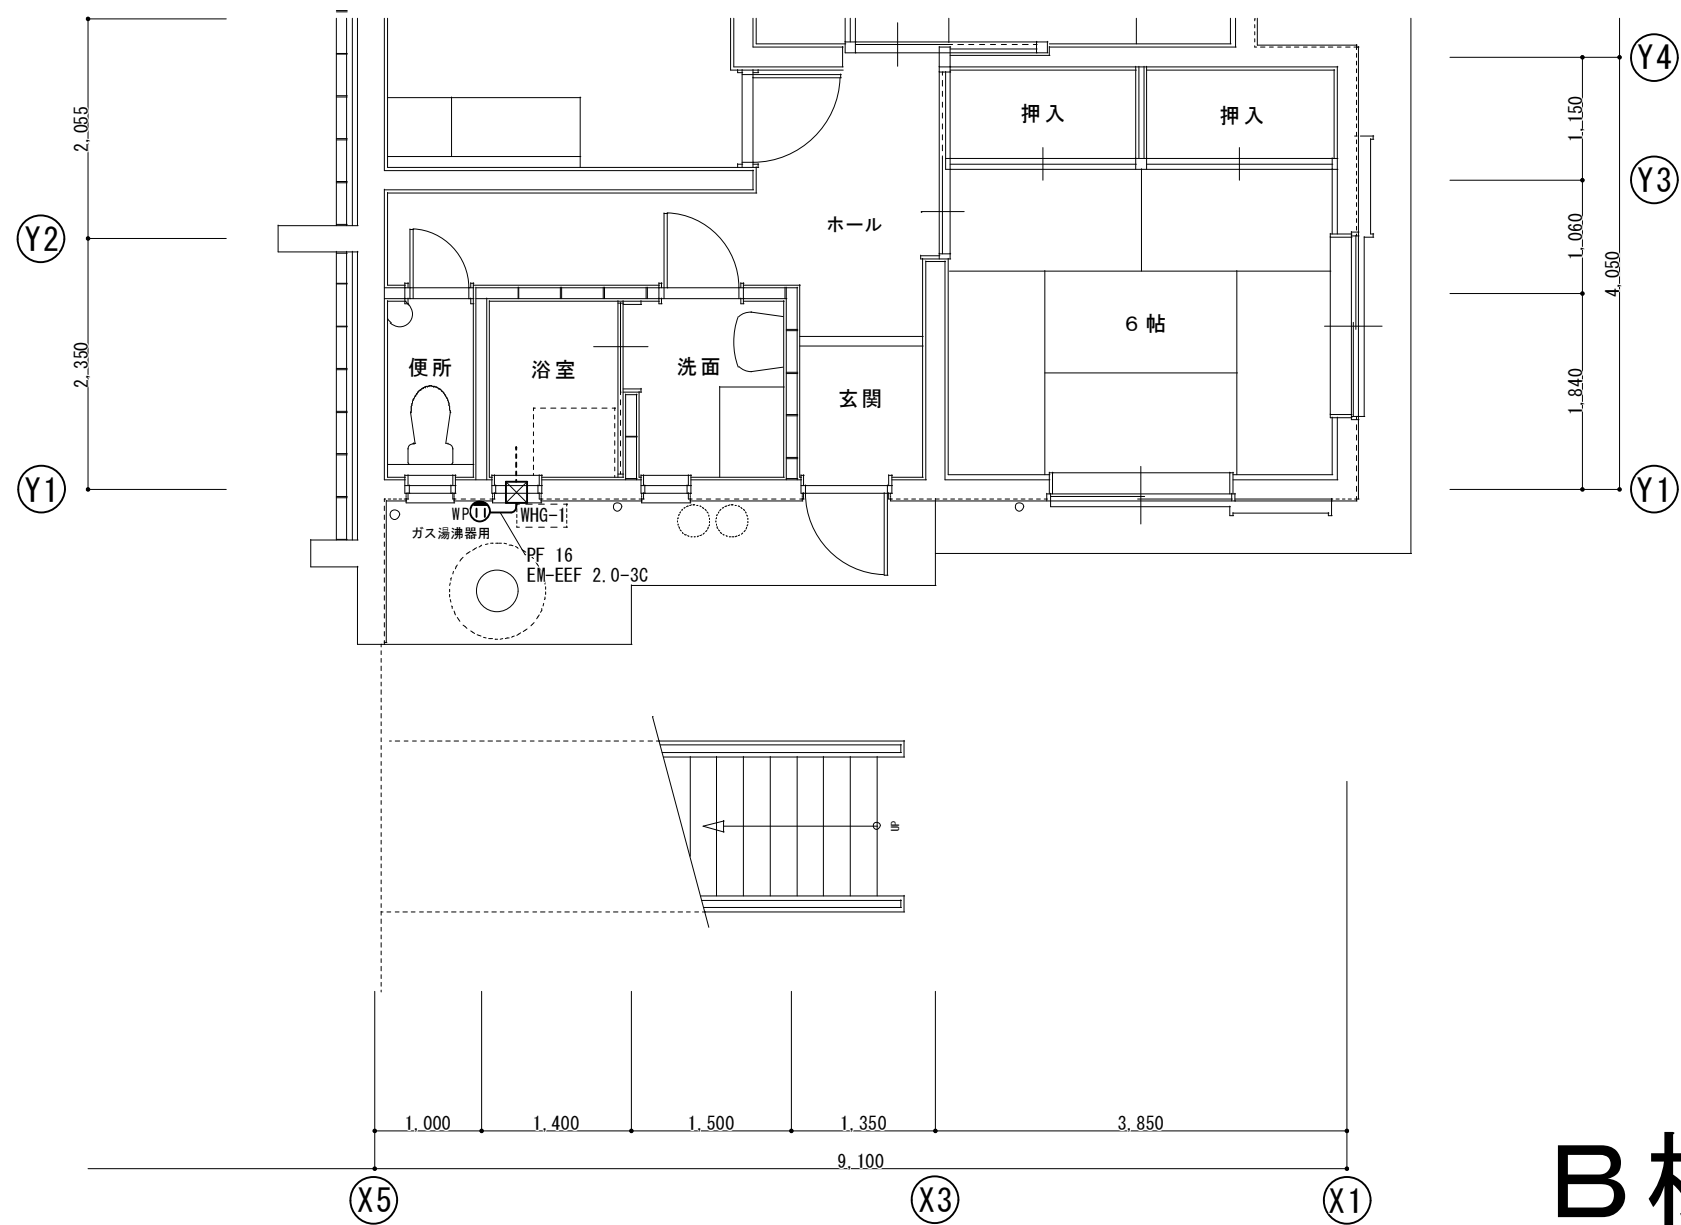 Y4
押入
押入
2,055
1,150
Y3
ホール
Y2
1,060
4,050
6帖
便所
浴室
洗面
2,350
玄関
1,840
Y1
Y1
WP
WHG-1
ガス湯沸器用
PF 16
EM-EEF 2.0-3C
UP
1,000
1,400
1,500
1,350
3,850
9,100
X5
X3
X1
B